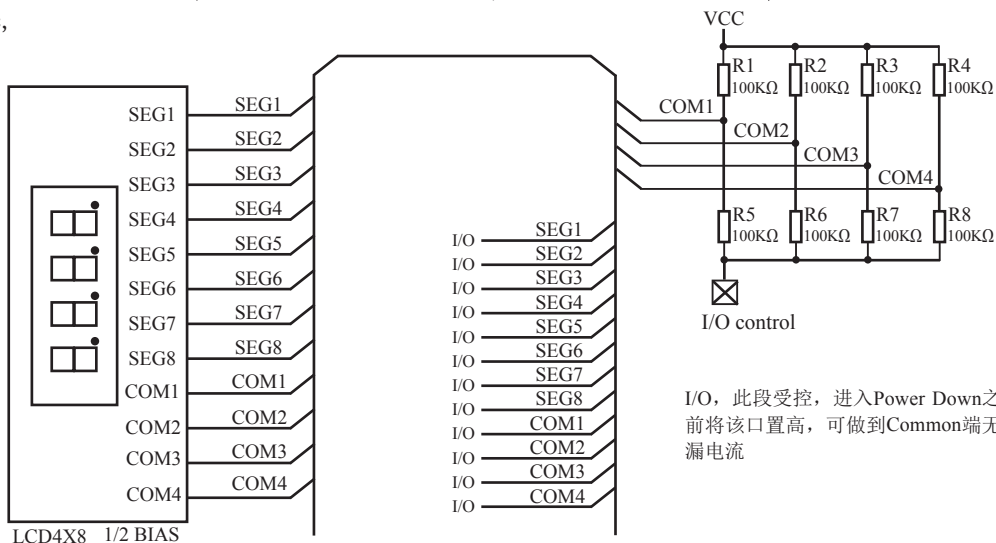 ,
VCC
R1
100KΩ
R2
100KΩ
R3
100KΩ
R4
100KΩ
COM1
COM2
COM3
COM4
R5
100KΩ
R6
100KΩ
R7
100KΩ
R8
100KΩ
I/O control
SEG1 SEG1
SEG2 SEG2
SEG3 SEG3
SEG4 SEG4
SEG5 SEG5
SEG6 SEG6
SEG7 SEG7
SEG8 SEG8
COM1 COM1
COM2 COM2
COM3 COM3
COM4 COM4
I/O SEG1
I/O SEG2
I/O SEG3
I/O SEG4
I/O SEG5
I/O SEG6
I/O SEG7
I/O SEG8
I/O COM1
I/O COM2
I/O COM3
I/O COM4
I/O，此段受控，进入Power Down之
前将该口置高，可做到Common端无
漏电流
LCD4X8 1/2 BIAS